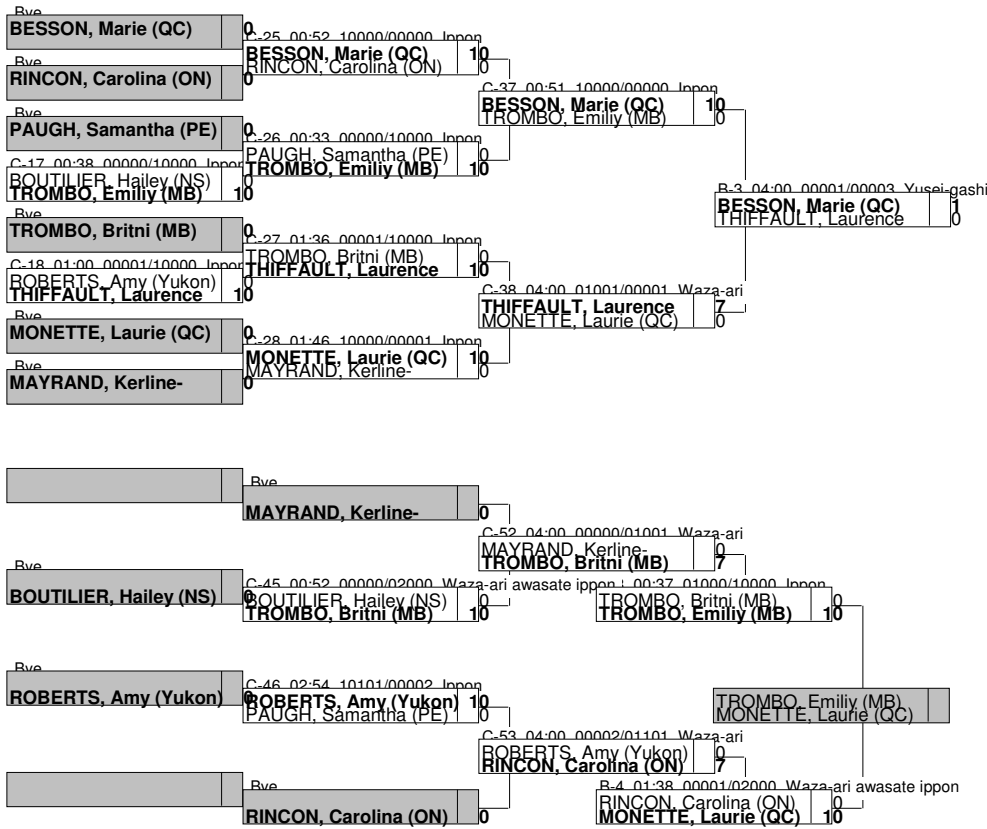 Bye
BESSON, Marie (QC) 0
Bye
RINCON, Carolina (ON) 0
Bye
PAUGH, Samantha (PE) 0
C-17 00:38 00000/10000 Ippon
BOUTILIER, Hailey (NS) 0
TROMBO, Emiliy (MB) 10
Bye
TROMBO, Britni (MB) 0
C-18 01:00 00001/10000 Ippon
ROBERTS, Amy (Yukon) 0
THIFFAULT, Laurence 10
Bye
MONETTE, Laurie (QC) 0
Bye
MAYRAND, Kerline- 0
C-25 00:52 10000/00000 Ippon
BESSON, Marie (QC) 10
RINCON, Carolina (ON) 0
C-26 00:33 00000/10000 Ippon
PAUGH, Samantha (PE) 0
TROMBO, Emiliy (MB) 10
C-27 01:36 00001/10000 Ippon
TROMBO, Britni (MB) 0
THIFFAULT, Laurence 10
C-28 01:46 10000/00001 Ippon
MONETTE, Laurie (QC) 10
MAYRAND, Kerline- 0
C-37 00:51 10000/00000 Ippon
BESSON, Marie (QC) 10
TROMBO, Emiliy (MB) 0
C-38 04:00 01001/00001 Waza-ari
THIFFAULT, Laurence 7
MONETTE, Laurie (QC) 0
B-3 04:00 00001/00003 Yusei-gashi
BESSON, Marie (QC) 1
THIFFAULT, Laurence 0
Bye
BOUTILIER, Hailey (NS) 0
Bye
ROBERTS, Amy (Yukon) 0
Bye
MAYRAND, Kerline- 0
C-45 00:52 00000/02000 Waza-ari awasate ippon
BOUTILIER, Hailey (NS) 0
TROMBO, Britni (MB) 10
C-46 02:54 10101/00002 Ippon
ROBERTS, Amy (Yukon) 10
PAUGH, Samantha (PE) 0
Bye
RINCON, Carolina (ON) 0
C-52 04:00 00000/01001 Waza-ari
MAYRAND, Kerline- 0
TROMBO, Britni (MB) 7
C-53 04:00 00002/01101 Waza-ari
ROBERTS, Amy (Yukon) 0
RINCON, Carolina (ON) 7
00:37 01000/10000 Ippon
TROMBO, Britni (MB) 0
TROMBO, Emiliy (MB) 10
B-4 01:38 00001/02000 Waza-ari awasate ippon
RINCON, Carolina (ON) 0
MONETTE, Laurie (QC) 10
TROMBO, Emiliy (MB)
MONETTE, Laurie (QC)